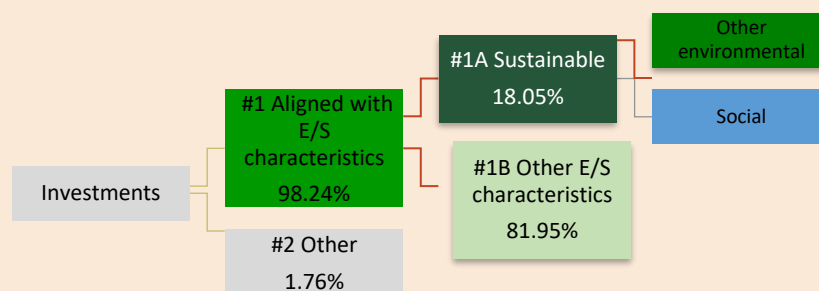 Investments
#1 Aligned with
E/S
characteristics
98.24%
#2 Other
1.76%
#1A Sustainable
18.05%
#1B Other E/S
characteristics
81.95%
Other
environmental
Social